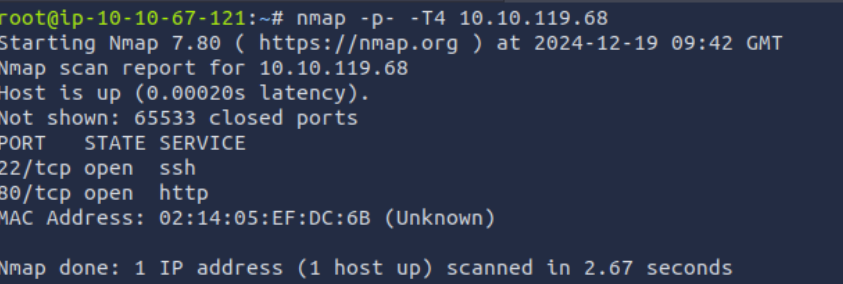 root@ip-10-10-67-121:~# nmap -p- -T4 10.10.119.68
Starting Nmap 7.80 ( https://nmap.org ) at 2024-12-19 09:42 GMT
Nmap scan report for 10.10.119.68
Host is up (0.00020s latency).
Not shown: 65533 closed ports
PORT   STATE SERVICE
22/tcp open  ssh
80/tcp open  http
MAC Address: 02:14:05:EF:DC:6B (Unknown)
Nmap done: 1 IP address (1 host up) scanned in 2.67 seconds